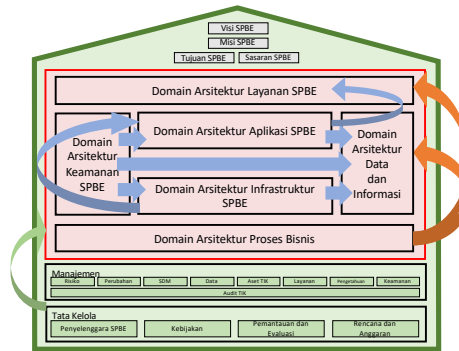 Visi SPBE
Misi SPBE
Tujuan SPBE
Sasaran SPBE
Domain Arsitektur Layanan SPBE
Domain
Arsitektur
Keamanan
SPBE
Domain Arsitektur Aplikasi SPBE
Domain Arsitektur Infrastruktur
SPBE
Domain
Arsitektur
Data
dan
Informasi
Domain Arsitektur Proses Bisnis
Manajemen
Risiko
Perubahan
SDM
Data
Aset TIK
Layanan
Pengetahuan
Keamanan
Audit TIK
Tata Kelola
Penyelenggara SPBE
Kebijakan
Pemantauan dan
Evaluasi
Rencana dan
Anggaran